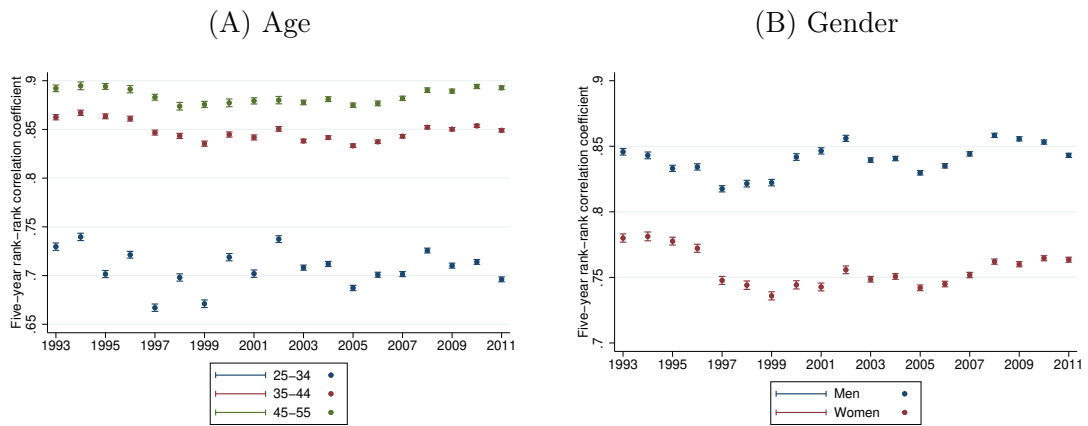 (A) Age
Five-year rank-rank correlation coefficient
.9
.85
.8
.75
.7
.65
1993 1995 1997 1999 2001 2003 2005 2007 2009 2011
25-34
35-44
45-55
(B) Gender
Five-year rank-rank correlation coefficient
.9
.85
.8
.75
.7
1993 1995 1997 1999 2001 2003 2005 2007 2009 2011
Men
Women